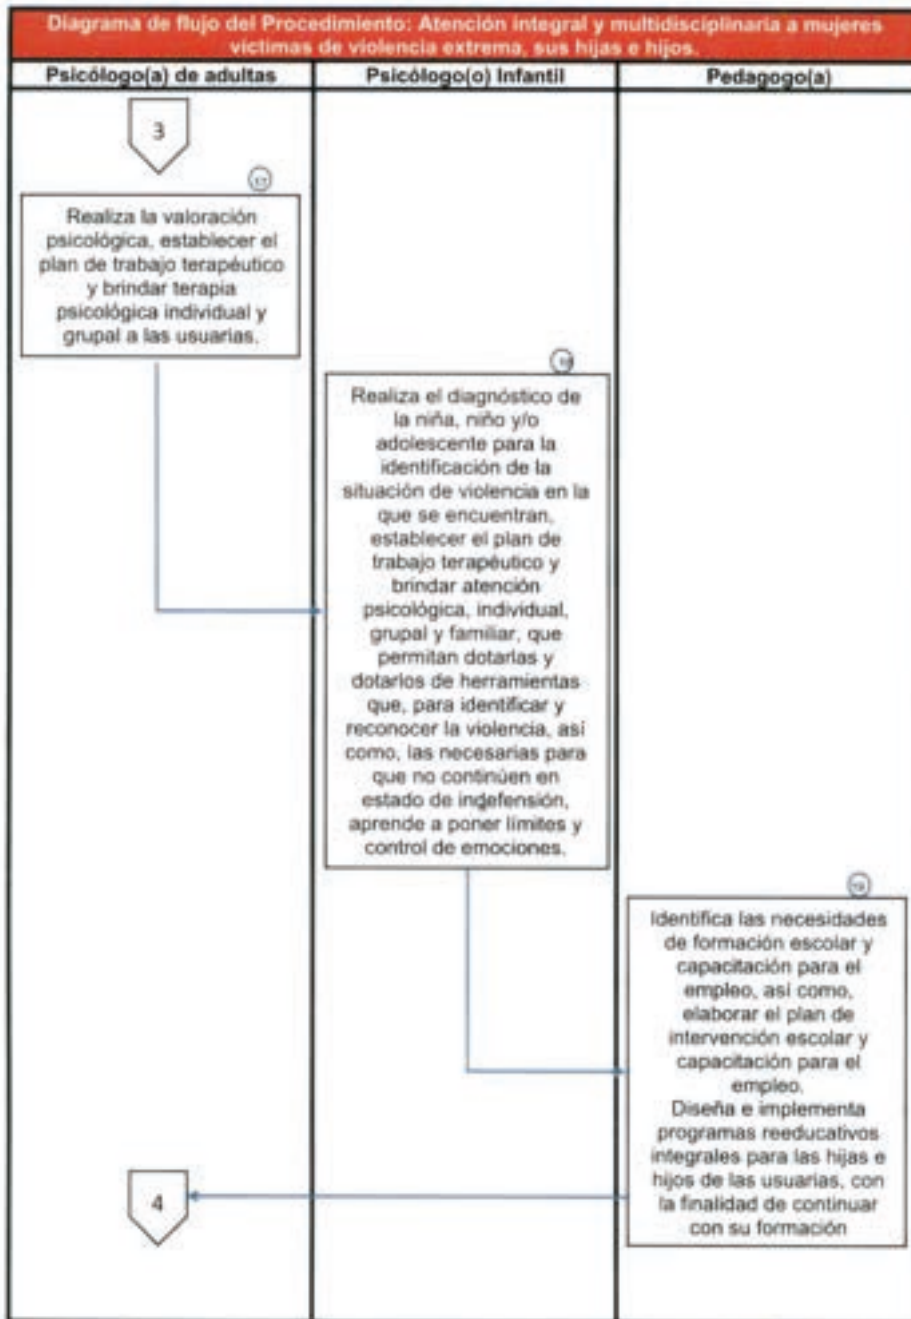 Diagrama de flujo del Procedimiento: Atención integral y multidisciplinaria a mujeres
víctimas de violencia extrema, sus hijas e hijos.
Psicólogo(a) de adultas
Psicólogo(o) Infantil
Pedagogo(a)
3
17
Realiza la valoración
psicológica, establecer el
plan de trabajo terapéutico
y brindar terapia
psicológica individual y
grupal a las usuarias.
18
Realiza el diagnóstico de
la niña, niño y/o
adolescente para la
identificación de la
situación de violencia en la
que se encuentran,
establecer el plan de
trabajo terapéutico y
brindar atención
psicológica, individual,
grupal y familiar, que
permitan dotarlas y
dotarlos de herramientas
que, para identificar y
reconocer la violencia, así
como, las necesarias para
que no continúen en
estado de indefensión,
aprende a poner límites y
control de emociones.
19
Identifica las necesidades
de formación escolar y
capacitación para el
empleo, así como,
elaborar el plan de
intervención escolar y
capacitación para el
empleo.
Diseña e implementa
programas reeducativos
integrales para las hijas e
hijos de las usuarias, con
la finalidad de continuar
con su formación
4